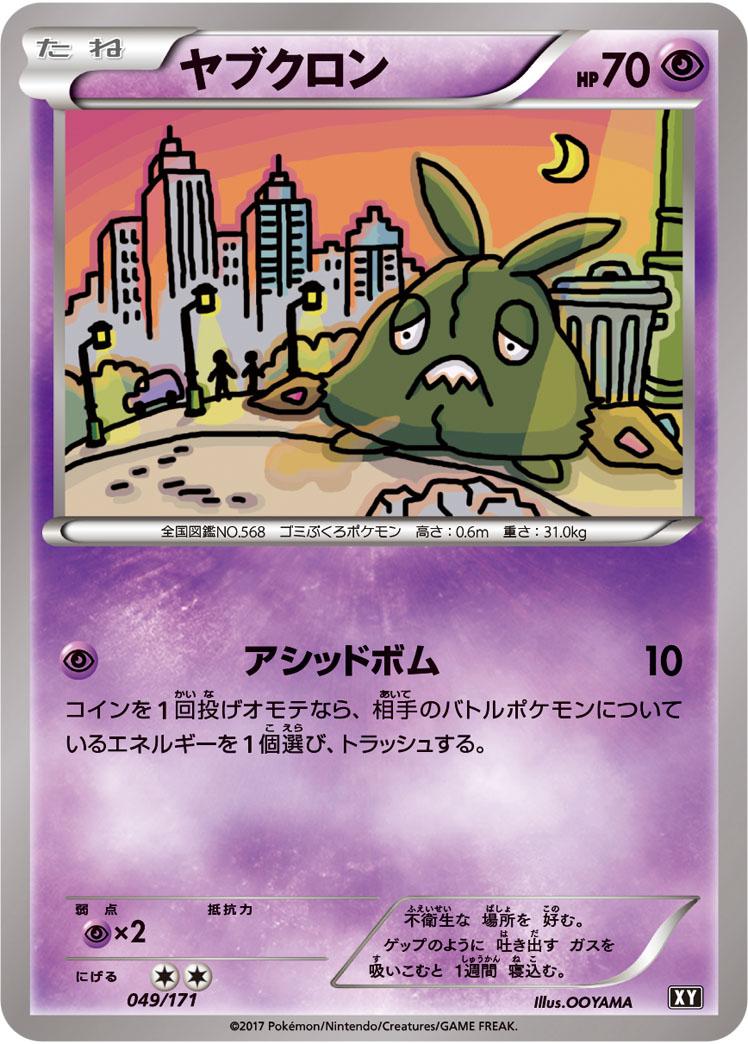 たね ヤブクロン HP70
全国図鑑NO.568 ゴミぶくろポケモン 高さ：0.6m 重さ：31.0kg
アシッドボム 10
コインを1回投げオモテなら、相手のバトルポケモンについて
いるエネルギーを1個選び、トラッシュする。
弱点 抵抗力
×2
にげる
不衛生な 場所を 好む。
ゲップのように 吐き出す ガスを
吸いこむと 1週間 寝込む。
049/171 Illus.OOYAMA XY
©2017 Pokémon/Nintendo/Creatures/GAME FREAK.